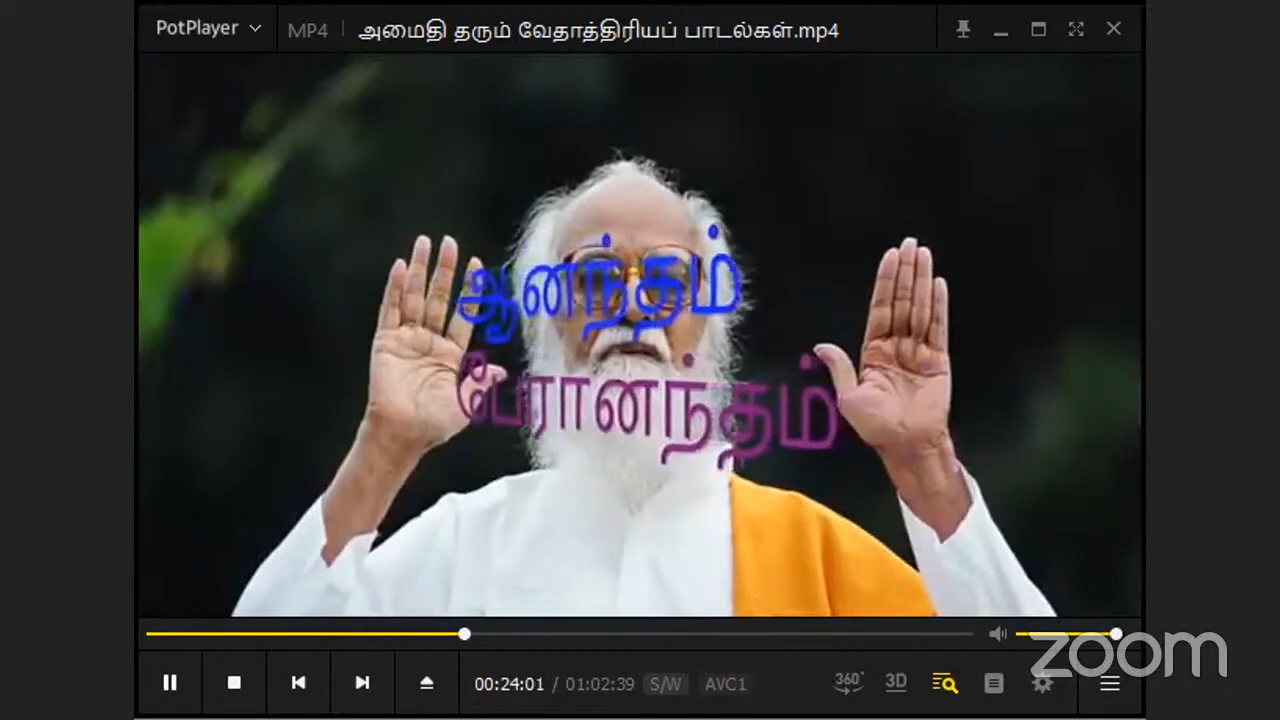 PotPlayer MP4 அமைதி தரும் வேதாத்திரியப் பாடல்கள்.mp4
ஆனந்தம்
பேரானந்தம்
zoom
00:24:01 / 01:02:39 S/W AVC1 360° 3D